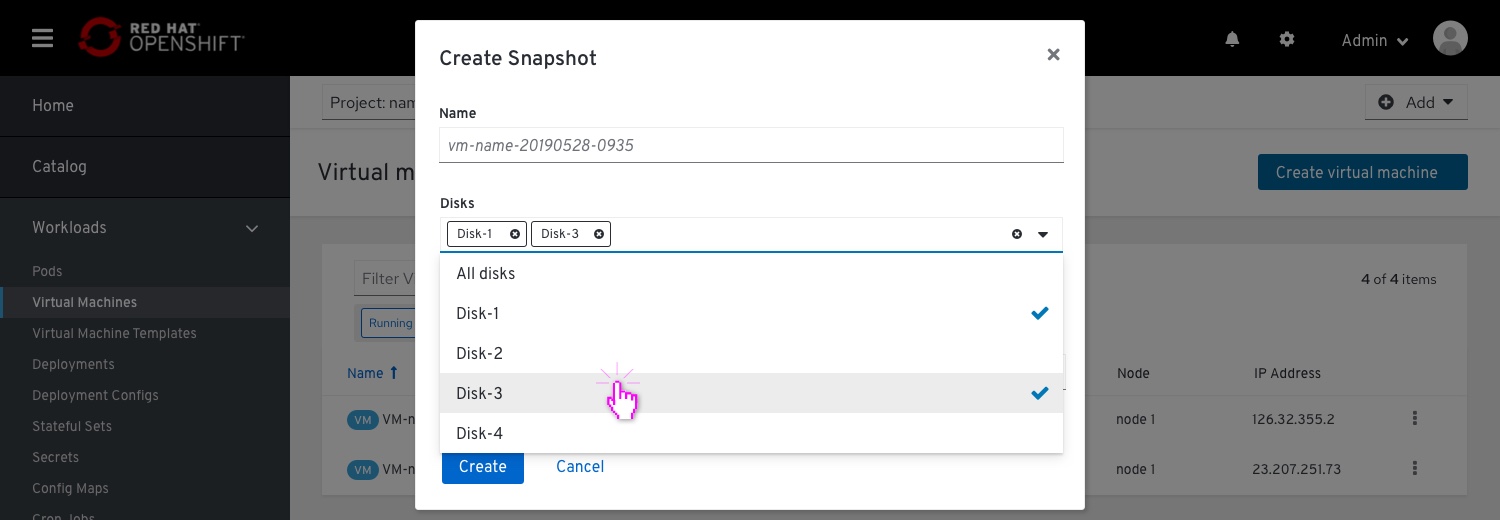 RED HAT
OPENSHIFT
Admin
Create Snapshot
Home
Catalog
Workloads
Pods
Virtual Machines
Virtual Machine Templates
Deployments
Deployment Configs
Stateful Sets
Secrets
Config Maps
Cron Jobs
Project: nam
Add
Virtual m
Create virtual machine
Name
vm-name-20190528-0935
Disks
Disk-1
Disk-3
All disks
Disk-1
Disk-2
Disk-3
Disk-4
Create
Cancel
Filter V
4 of 4 items
Running
Name
Node
IP Address
VM VM-n
node 1
126.32.355.2
VM VM-n
node 1
23.207.251.73